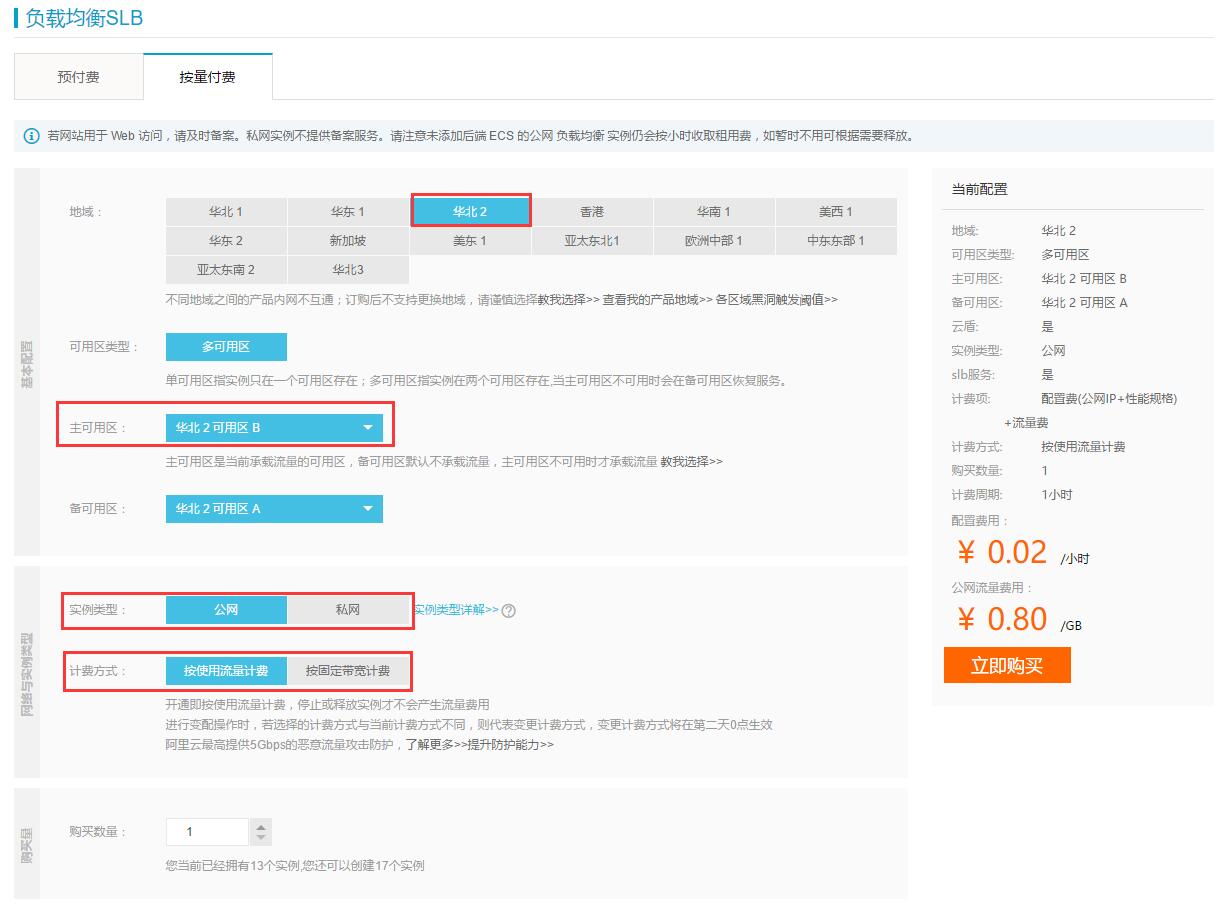 负载均衡SLB
预付费 按量付费
若网站用于 Web 访问，请及时备案。私网实例不提供备案服务。请注意未添加后端 ECS 的公网 负载均衡 实例仍会按小时收取租用费，如暂时不用可根据需要释放。
基本配置
地域：
华北 1 华东 1 华北 2 香港 华南 1 美西 1
华东 2 新加坡 美东 1 亚太东北1 欧洲中部 1 中东东部 1
亚太东南 2 华北3
不同地域之间的产品内网不互通；订购后不支持更换地域，请谨慎选择教我选择>> 查看我的产品地域>> 各区域黑洞触发阈值>>
可用区类型： 多可用区
单可用区指实例只在一个可用区存在；多可用区指实例在两个可用区存在,当主可用区不可用时会在备可用区恢复服务。
主可用区： 华北 2 可用区 B
主可用区是当前承载流量的可用区，备可用区默认不承载流量，主可用区不可用时才承载流量 教我选择>>
备可用区： 华北 2 可用区 A
网络与实例类型
实例类型： 公网 私网 实例类型详解>> ?
计费方式： 按使用流量计费 按固定带宽计费
开通即按使用流量计费，停止或释放实例才不会产生流量费用
进行变配操作时，若选择的计费方式与当前计费方式不同，则代表变更计费方式，变更计费方式将在第二天0点生效
阿里云最高提供5Gbps的恶意流量攻击防护，了解更多>>提升防护能力>>
购买量
购买数量： 1
您当前已经拥有13个实例,您还可以创建17个实例
当前配置
地域: 华北 2
可用区类型: 多可用区
主可用区: 华北 2 可用区 B
备可用区: 华北 2 可用区 A
云盾: 是
实例类型: 公网
slb服务: 是
计费项: 配置费(公网IP+性能规格)
+流量费
计费方式: 按使用流量计费
购买数量: 1
计费周期: 1小时
配置费用：
¥ 0.02 /小时
公网流量费用：
¥ 0.80 /GB
立即购买